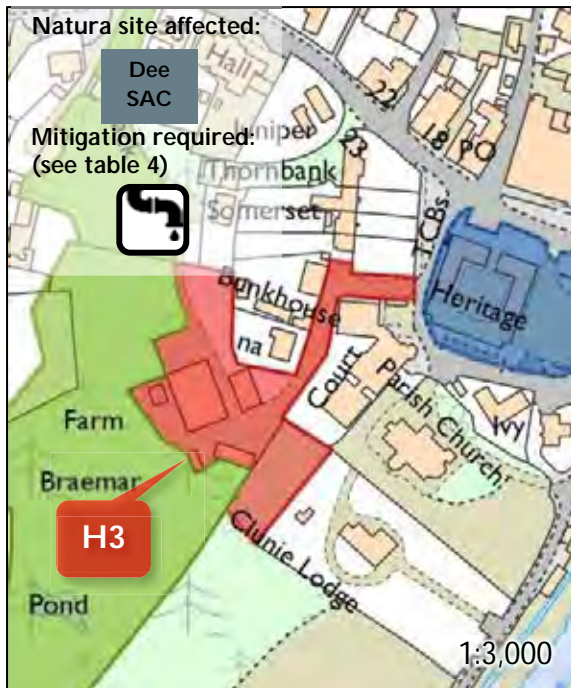 Natura site affected:
Dee
SAC
Mitigation required:
(see table 4)
Hall
Juniper
Thornbank
Somerset
22
23
18
PO
TCBs
Bunkhouse
Heritage
na
Court
Parish Church
Ivy
Farm
Braemar
H3
Clunie Lodge
Pond
1:3,000